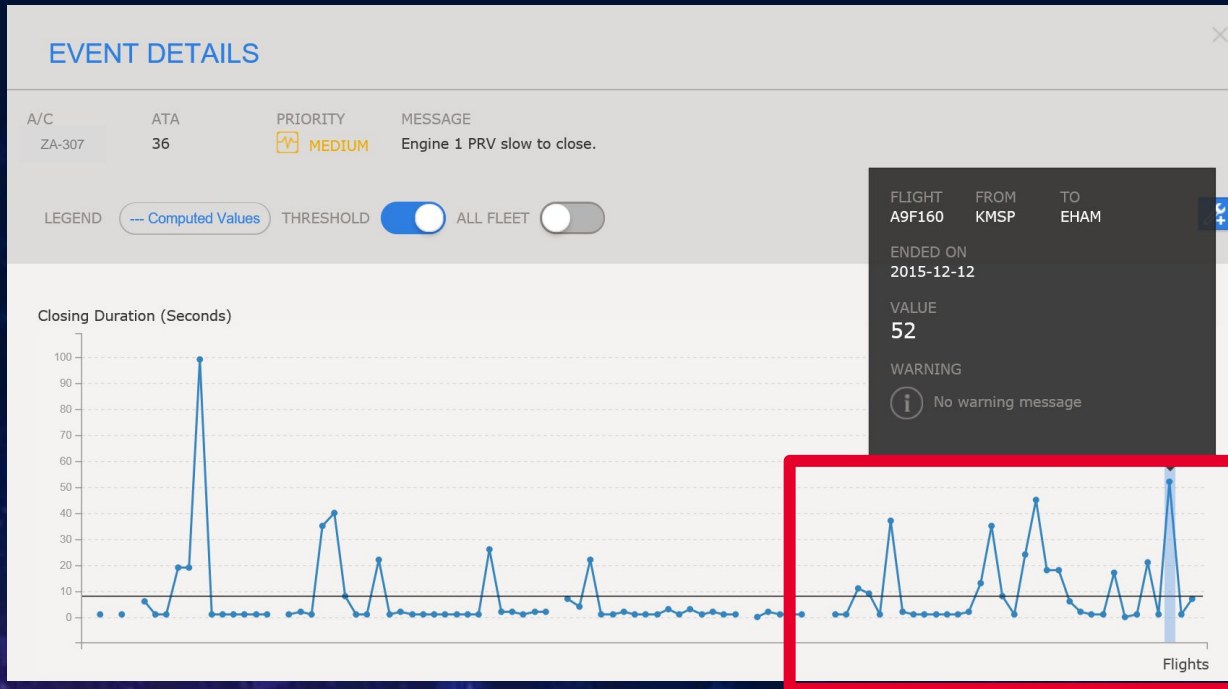 EVENT DETAILS
A/C ATA PRIORITY MESSAGE
ZA-307 36 MEDIUM Engine 1 PRV slow to close.
LEGEND --- Computed Values THRESHOLD ALL FLEET
FLIGHT FROM TO
A9F160 KMSP EHAM
ENDED ON
2015-12-12
VALUE
52
WARNING
i No warning message
Closing Duration (Seconds)
100
90
80
70
60
50
40
30
20
10
0
Flights